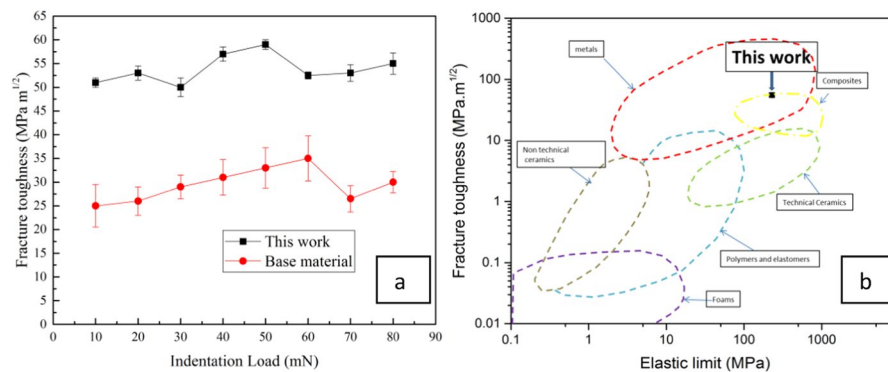 65
60
55
50
45
40
35
30
25
20
15
10
5
0
Fracture toughness (MPa m^1/2)
This work
Base material
a
10 20 30 40 50 60 70 80 90
Indentation Load (mN)
1000
100
10
1
0.1
0.01
Fracture toughness (MPa.m^1/2)
metals
This work
Composites
Non technical
ceramics
Technical Ceramics
Polymers and elastomers
Foams
b
0.1 1 10 100 1000
Elastic limit (MPa)